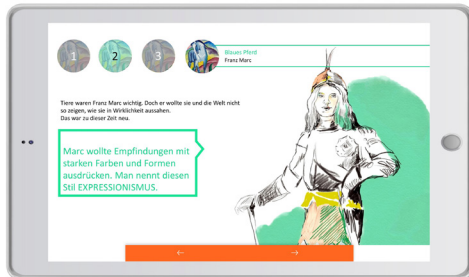 1 2 3
Blaues Pferd
Franz Marc
Tiere waren Franz Marc wichtig. Doch er wollte sie und die Welt nicht
so zeigen, wie sie in Wirklichkeit aussahen.
Das war zu dieser Zeit neu.
Marc wollte Empfindungen mit
starken Farben und Formen
ausdrücken. Man nennt diesen
Stil EXPRESSIONISMUS.
← →